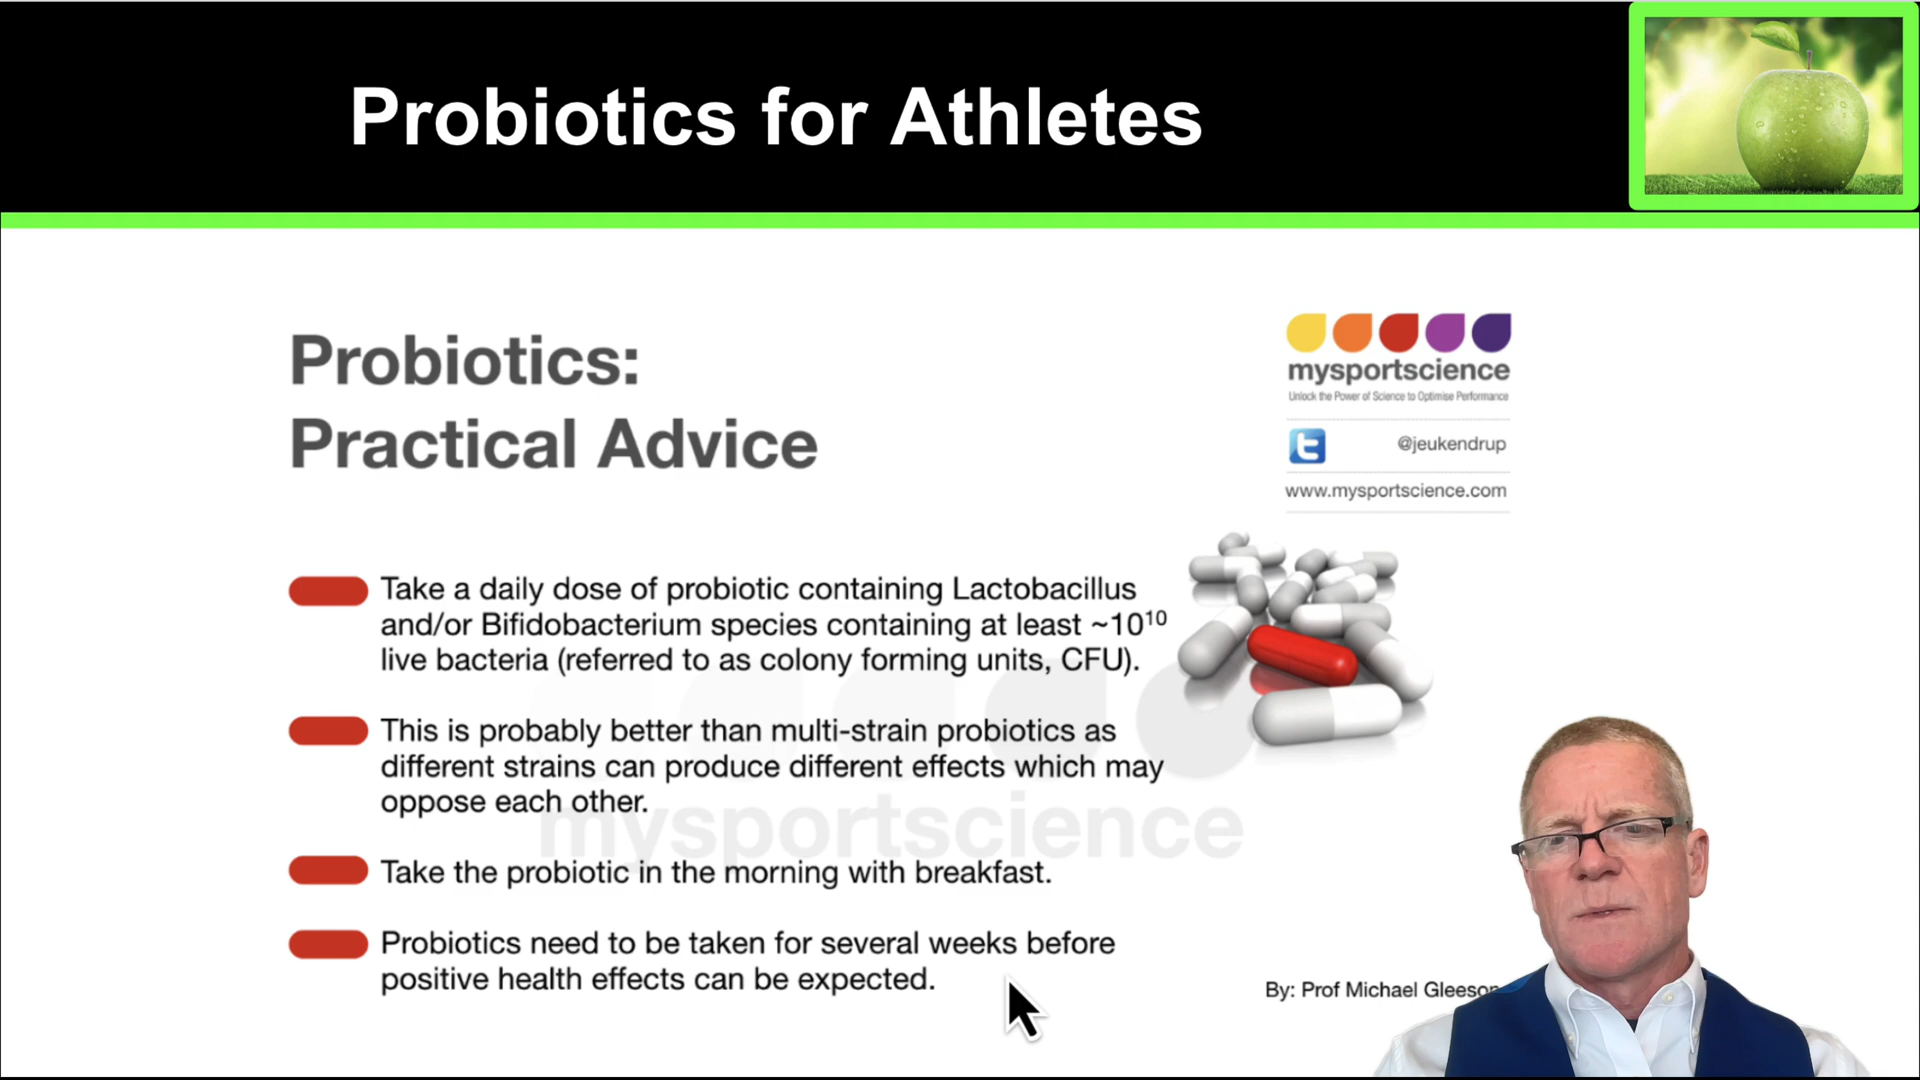 Probiotics for Athletes
Probiotics:
Practical Advice
mysportscience
Unlock the Power of Science to Optimise Performance
@jeukendrup
www.mysportscience.com
Take a daily dose of probiotic containing Lactobacillus
and/or Bifidobacterium species containing at least ~10¹⁰
live bacteria (referred to as colony forming units, CFU).
This is probably better than multi-strain probiotics as
different strains can produce different effects which may
oppose each other.
mysportscience
Take the probiotic in the morning with breakfast.
Probiotics need to be taken for several weeks before
positive health effects can be expected.
By: Prof Michael Gleeson